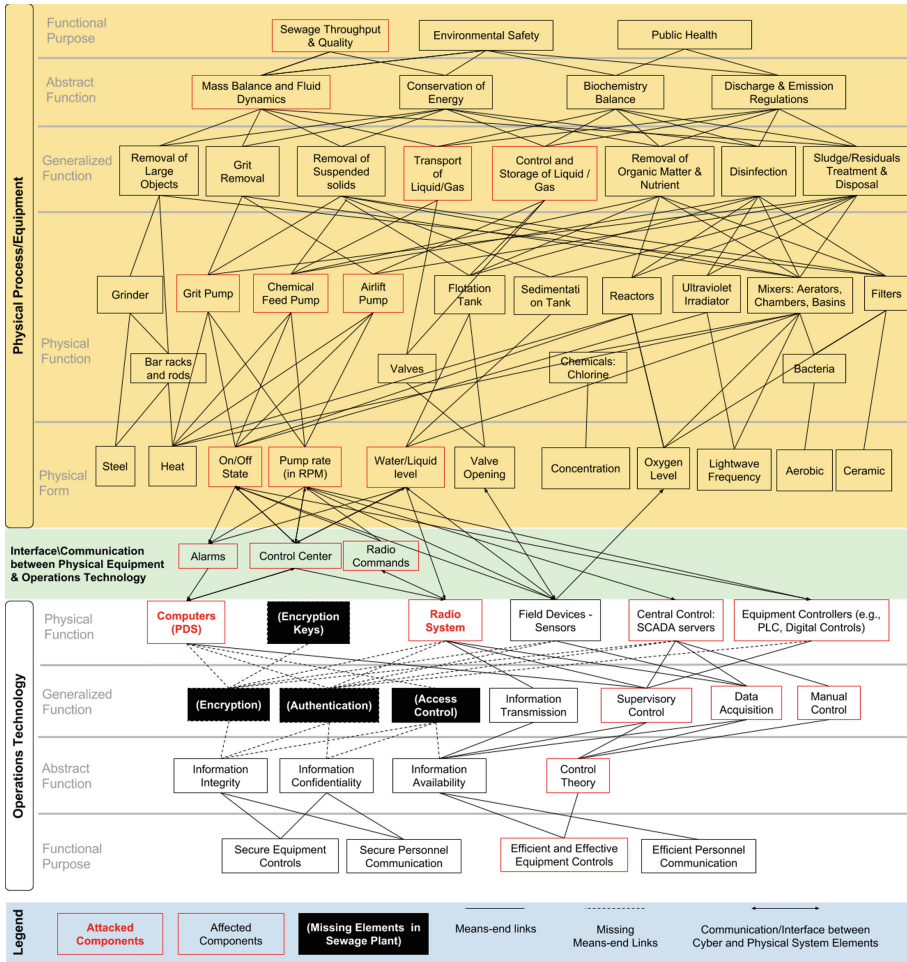 Functional
Purpose
Sewage Throughput
& Quality
Environmental Safety
Public Health
Abstract
Function
Mass Balance and Fluid
Dynamics
Conservation of
Energy
Biochemistry
Balance
Discharge & Emission
Regulations
Physical Process/Equipment
Generalized
Function
Removal of
Large
Objects
Grit
Removal
Removal of
Suspended
solids
Transport
of
Liquid/Gas
Control and
Storage of Liquid /
Gas
Removal of
Organic Matter &
Nutrient
Disinfection
Sludge/Residuals
Treatment &
Disposal
Physical
Function
Grinder
Grit Pump
Chemical
Feed Pump
Airlift
Pump
Flotation
Tank
Sedimentati
on Tank
Reactors
Ultraviolet
Irradiator
Mixers: Aerators,
Chambers, Basins
Filters
Bar racks
and rods
Valves
Chemicals:
Chlorine
Bacteria
Physical
Form
Steel
Heat
On/Off
State
Pump rate
(in RPM)
Water/Liquid
level
Valve
Opening
Concentration
Oxygen
Level
Lightwave
Frequency
Aerobic
Ceramic
Interface\Communication
between Physical Equipment
& Operations Technology
Alarms
Control Center
Radio
Commands
Operations Technology
Physical
Function
Computers
(PDS)
(Encryption
Keys)
Radio
System
Field Devices -
Sensors
Central Control:
SCADA servers
Equipment Controllers (e.g.,
PLC, Digital Controls)
Generalized
Function
(Encryption)
(Authentication)
(Access
Control)
Information
Transmission
Supervisory
Control
Data
Acquisition
Manual
Control
Abstract
Function
Information
Integrity
Information
Confidentiality
Information
Availability
Control
Theory
Functional
Purpose
Secure Equipment
Controls
Secure Personnel
Communication
Efficient and Effective
Equipment Controls
Efficient Personnel
Communication
Legend
Attacked
Components
Affected
Components
(Missing Elements in
Sewage Plant)
Means-end links
Missing
Means-end Links
Communication/Interface between
Cyber and Physical System Elements